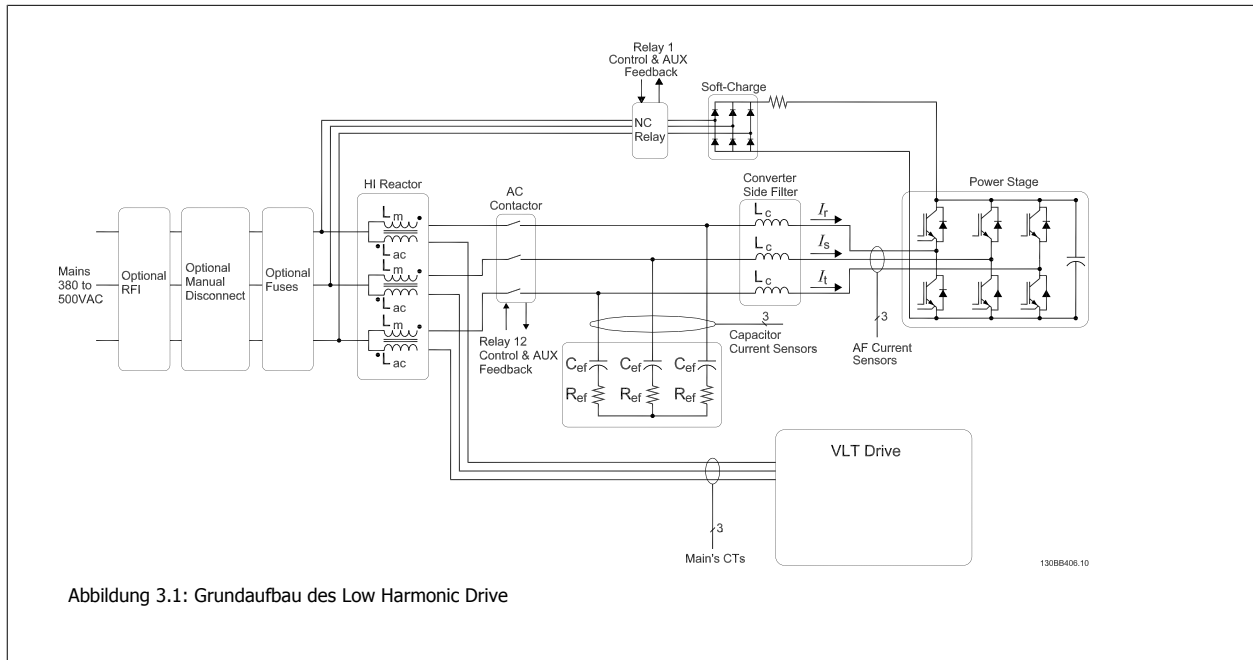 Relay 1
Control & AUX
Feedback
Soft-Charge
NC
Relay
HI Reactor
AC
Contactor
Converter
Side Filter
Power Stage
Mains
380 to
500VAC
Optional
RFI
Optional
Manual
Disconnect
Optional
Fuses
Lm
Lac
Lm
Lac
Lm
Lac
Lc
Ir
Lc
Is
Lc
It
Relay 12
Control & AUX
Feedback
3
Capacitor
Current Sensors
3
AF Current
Sensors
Cef Cef Cef
Ref Ref Ref
VLT Drive
3
Main's CTs
130BB406.10
Abbildung 3.1: Grundaufbau des Low Harmonic Drive